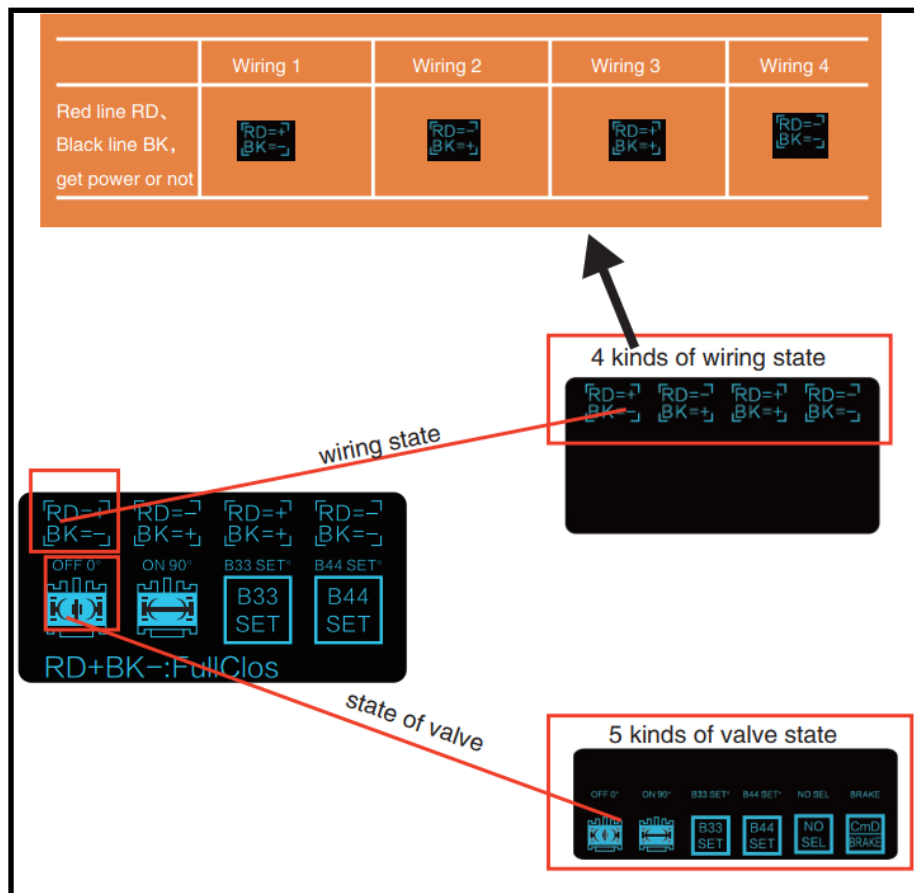 Wiring 1 Wiring 2 Wiring 3 Wiring 4
Red line RD、
Black line BK，
get power or not
RD=+ RD=− RD=+ RD=−
BK=− BK=+ BK=+ BK=−
4 kinds of wiring state
RD=+ RD=− RD=+ RD=−
BK=− BK=+ BK=+ BK=−
wiring state
RD=+ RD=− RD=+ RD=−
BK=− BK=+ BK=+ BK=−
OFF 0° ON 90° B33 SET° B44 SET°
B33 B44
SET SET
RD+BK−:FullClos
state of valve
5 kinds of valve state
OFF 0° ON 90° B33 SET° B44 SET° NO SEL BRAKE
B33 B44 NO CmD
SET SET SEL BRAKE